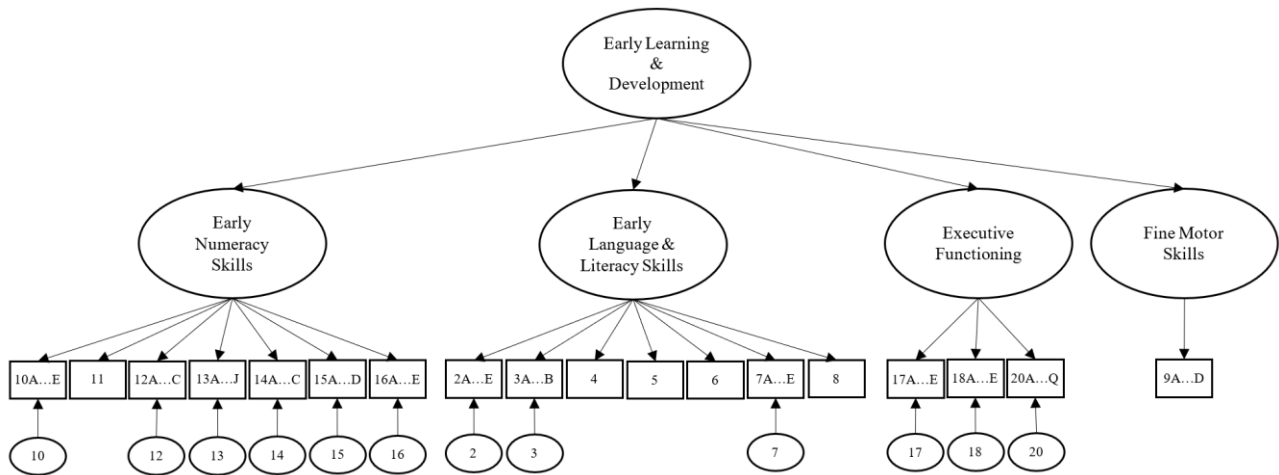 Early Learning
&
Development
Early
Numeracy
Skills
Early
Language &
Literacy Skills
Executive
Functioning
Fine Motor
Skills
10A…E
11
12A…C
13A…J
14A…C
15A…D
16A…E
2A…E
3A…B
4
5
6
7A…E
8
17A…E
18A…E
20A…Q
9A…D
10
12
13
14
15
16
2
3
7
17
18
20